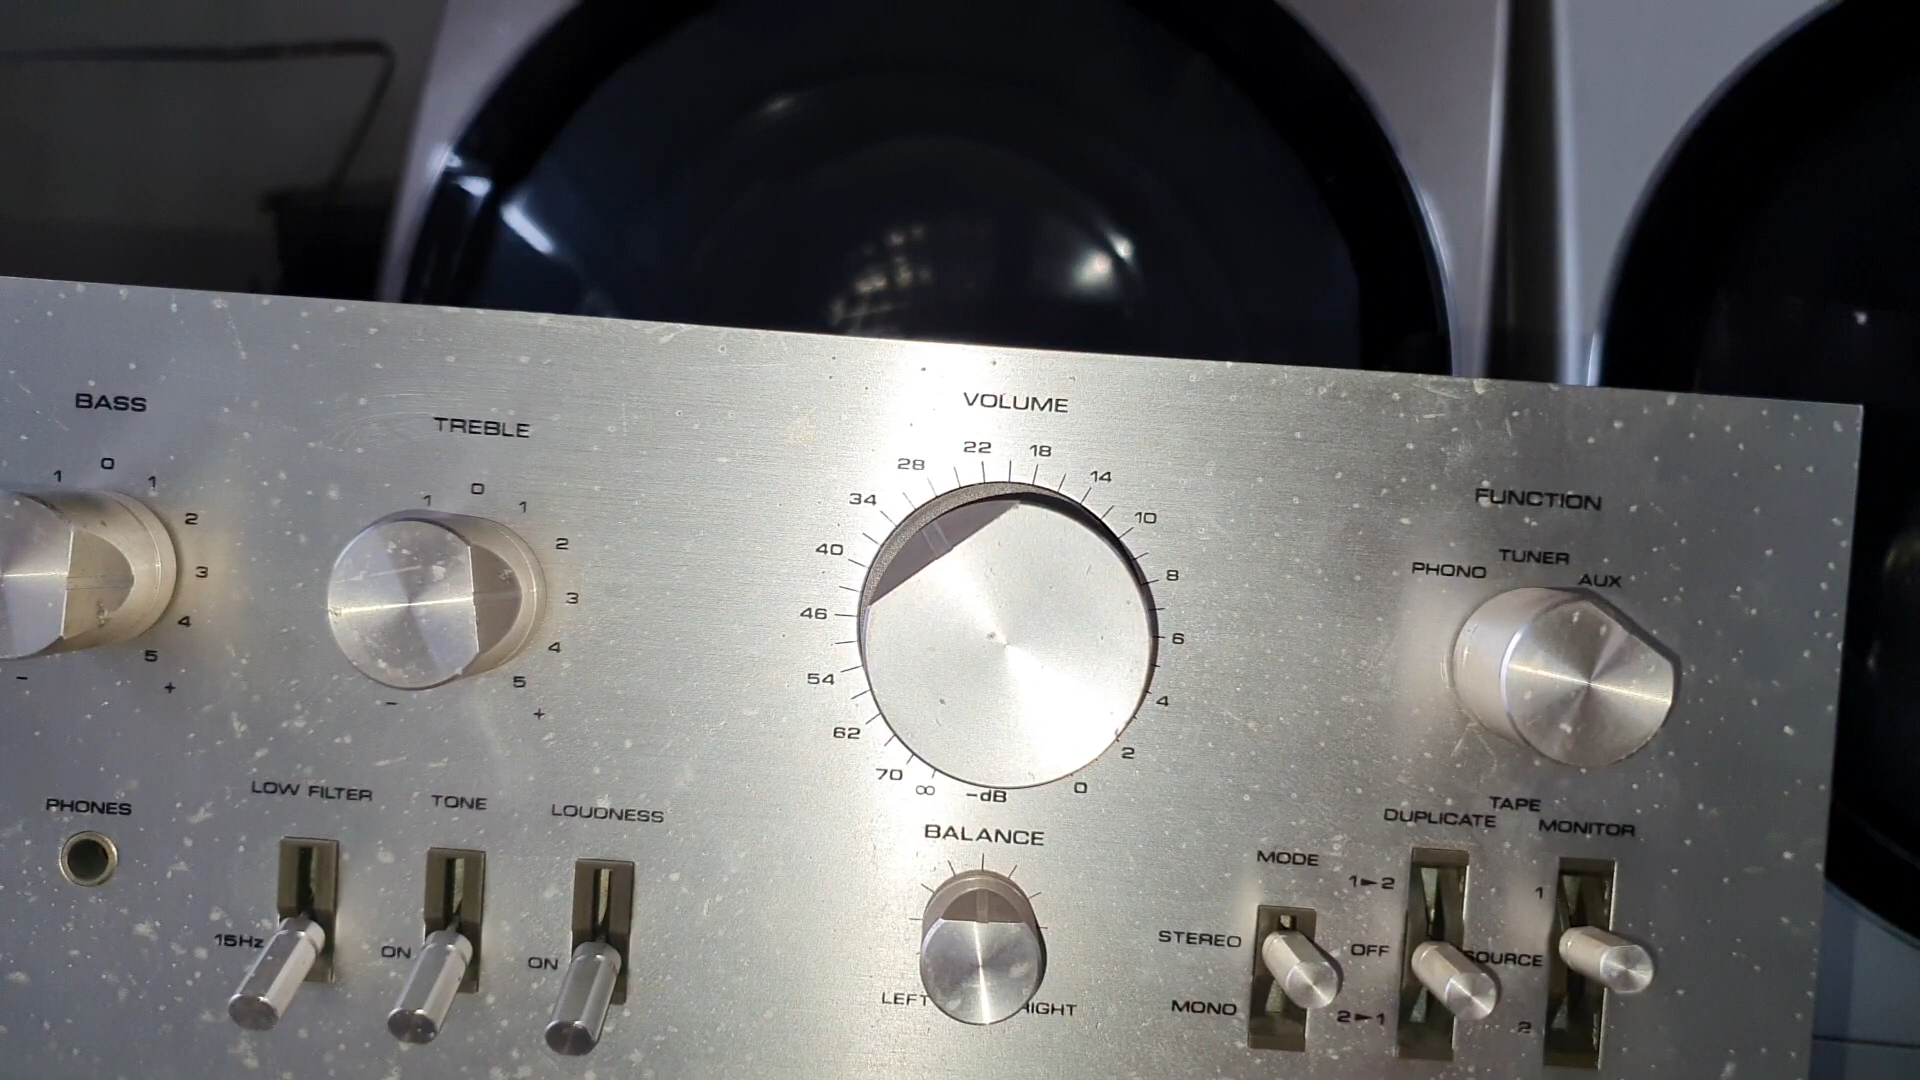 BASS
1 0 1
2
3
4
5
- +
TREBLE
1 0 1
2
3
4
5
- +
VOLUME
22 18
28 14
34 10
40 8
46 6
54 4
62 2
70 0
∞ -dB
FUNCTION
PHONO TUNER AUX
PHONES
LOW FILTER
15Hz
TONE
ON
LOUDNESS
ON
BALANCE
LEFT RIGHT
MODE
STEREO
MONO
TAPE
DUPLICATE MONITOR
1►2
OFF
2►1
1
SOURCE
2